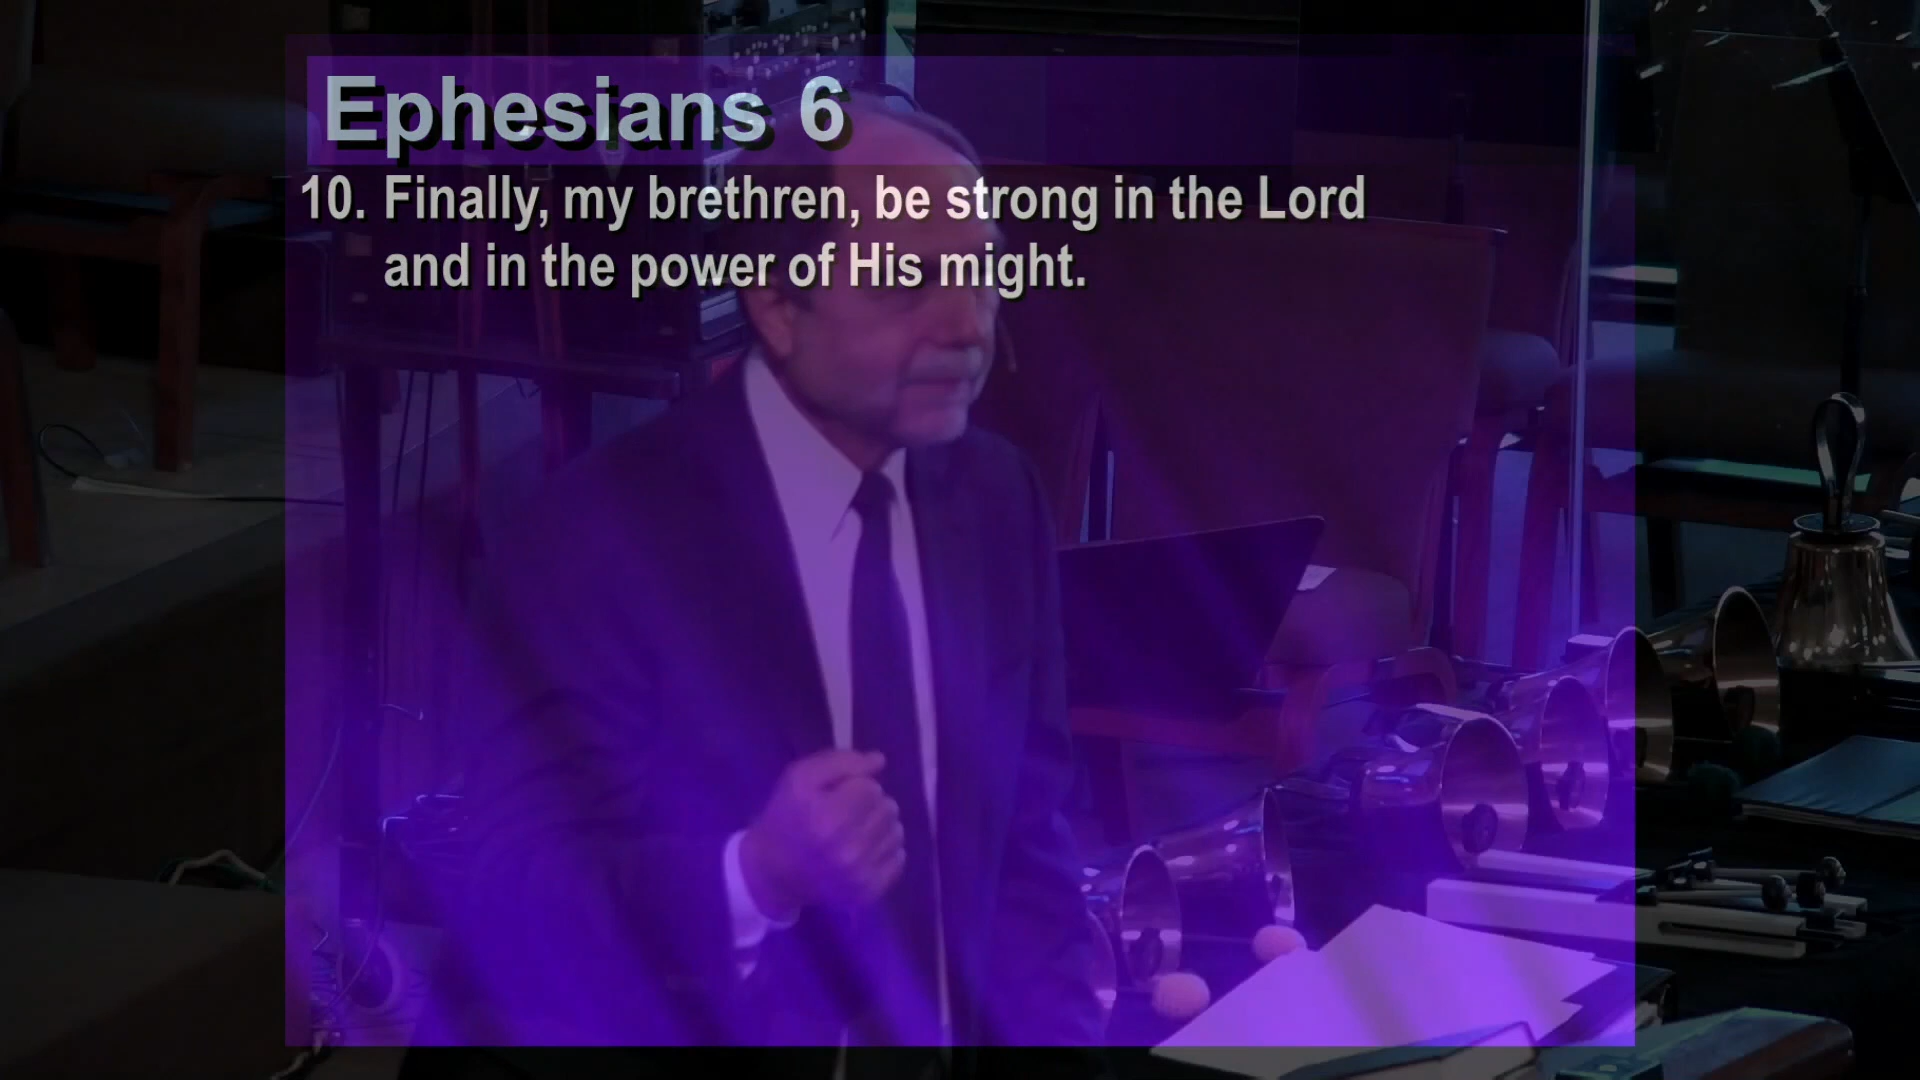 Ephesians 6
10. Finally, my brethren, be strong in the Lord
and in the power of His might.